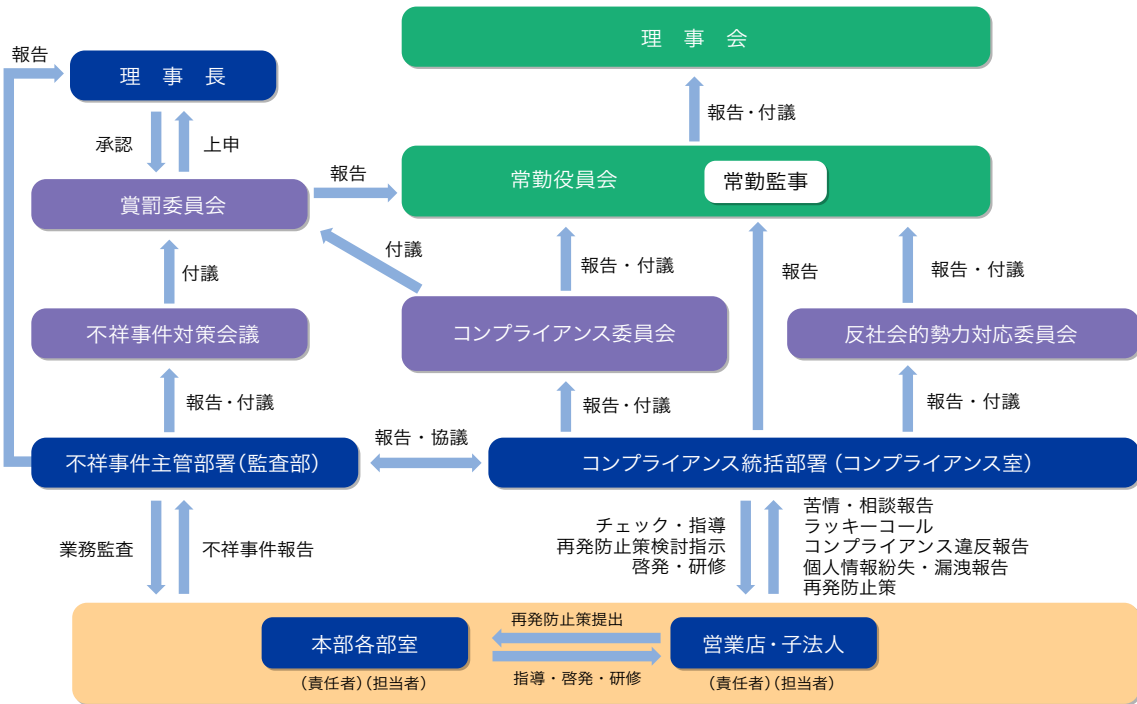 理 事 会
報告
理 事 長
報告・付議
承認
上申
報告
常勤役員会
常勤監事
賞罰委員会
付議
付議
報告・付議
報告
報告・付議
不祥事件対策会議
コンプライアンス委員会
反社会的勢力対応委員会
報告・付議
報告・付議
報告・付議
不祥事件主管部署(監査部)
報告・協議
コンプライアンス統括部署(コンプライアンス室)
業務監査
不祥事件報告
チェック・指導
再発防止策検討指示
啓発・研修
苦情・相談報告
ラッキーコール
コンプライアンス違反報告
個人情報紛失・漏洩報告
再発防止策
本部各部室
(責任者)(担当者)
再発防止策提出
指導・啓発・研修
営業店・子法人
(責任者)(担当者)